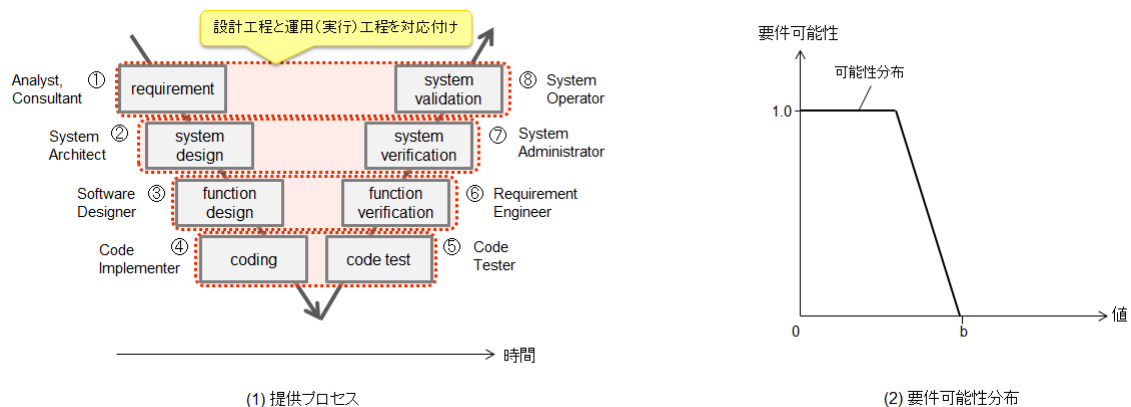 設計工程と運用(実行)工程を対応付け
Analyst,
Consultant
①
requirement
system
validation
⑧
System
Operator
System
Architect
②
system
design
system
verification
⑦
System
Administrator
Software
Designer
③
function
design
function
verification
⑥
Requirement
Engineer
Code
Implementer
④
coding
code test
⑤
Code
Tester
時間
(1) 提供プロセス
要件可能性
可能性分布
1.0
0
b
値
(2) 要件可能性分布